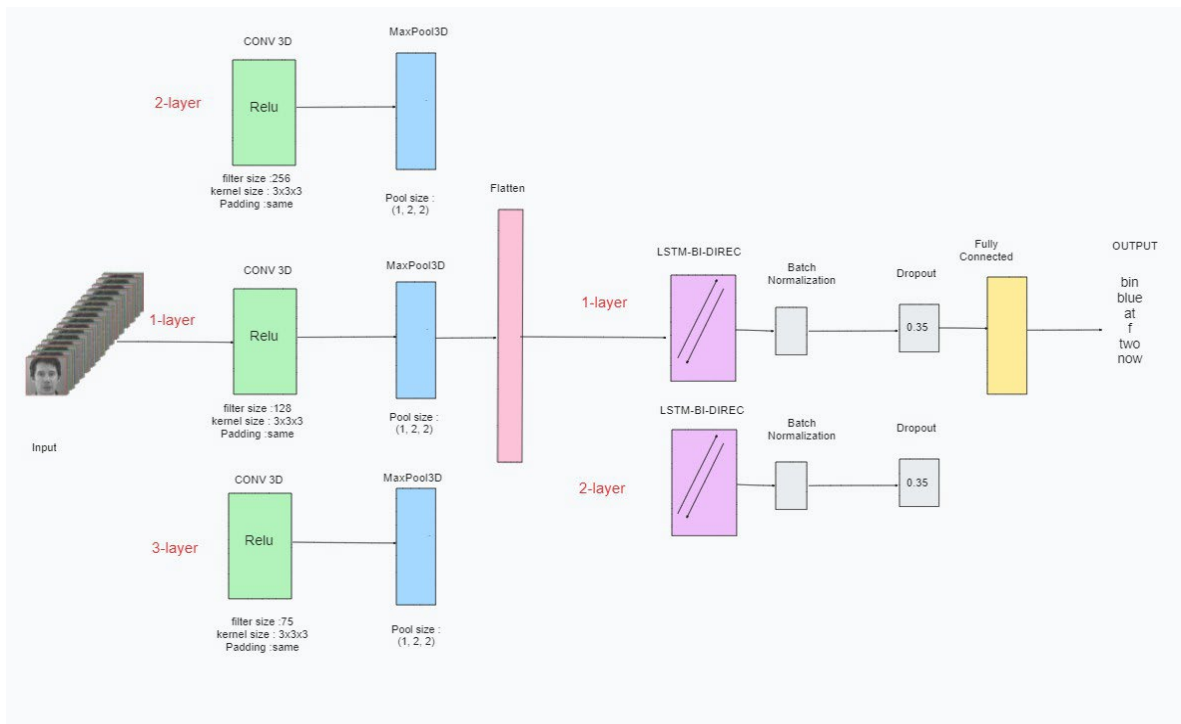 CONV 3D
MaxPool3D
2-layer
Relu
filter size :256
kernel size : 3x3x3
Padding :same
Pool size :
(1, 2, 2)
Flatten
Input
1-layer
CONV 3D
MaxPool3D
Relu
filter size :128
kernel size : 3x3x3
Padding :same
Pool size :
(1, 2, 2)
CONV 3D
MaxPool3D
3-layer
Relu
filter size :75
kernel size : 3x3x3
Padding :same
Pool size :
(1, 2, 2)
LSTM-BI-DIREC
1-layer
Batch
Normalization
Dropout
0.35
Fully
Connected
OUTPUT
bin
blue
at
f
two
now
LSTM-BI-DIREC
2-layer
Batch
Normalization
Dropout
0.35